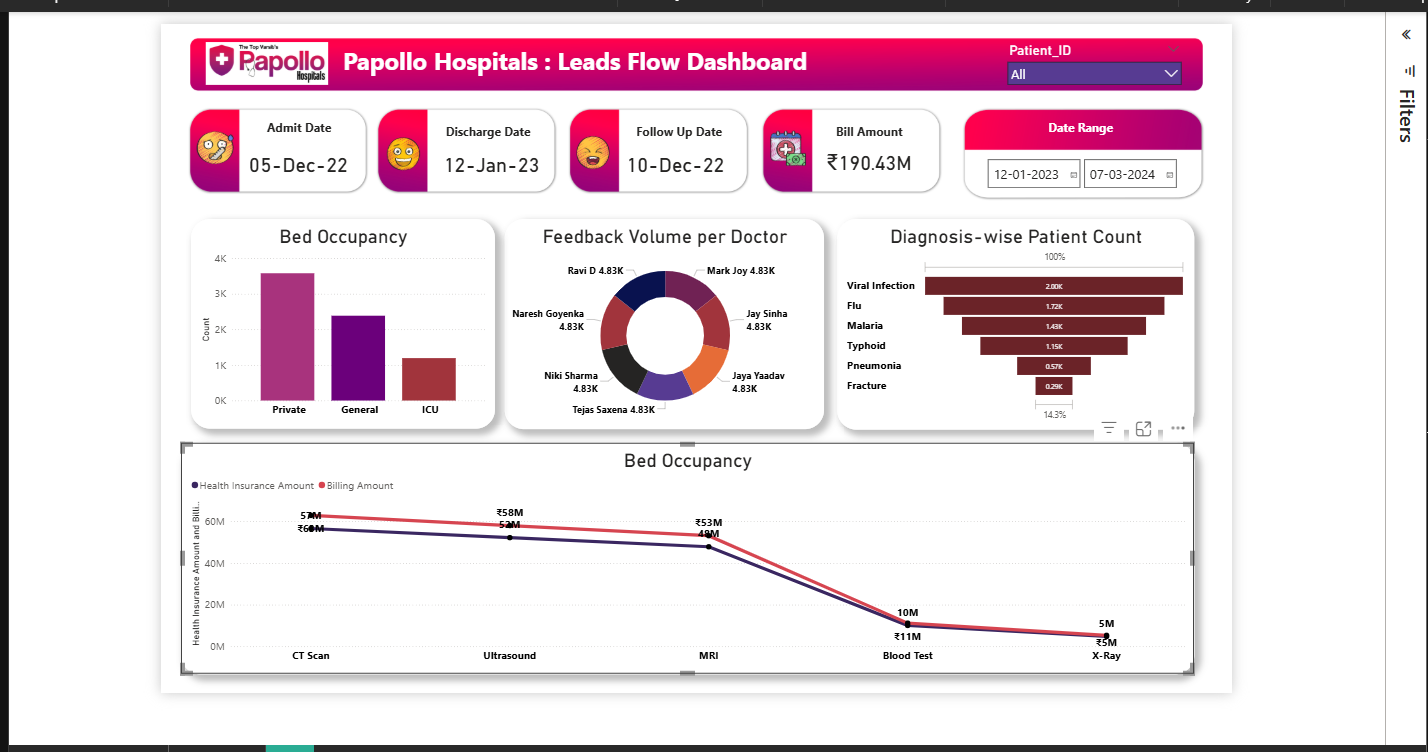 The Top Varsity's
Papollo
Hospitals
Papollo Hospitals : Leads Flow Dashboard
Patient_ID
All
Admit Date
05-Dec-22
Discharge Date
12-Jan-23
Follow Up Date
10-Dec-22
Bill Amount
₹190.43M
Date Range
12-01-2023
07-03-2024
Filters
Bed Occupancy
4K
3K
2K
1K
0K
Count
Private
General
ICU
Feedback Volume per Doctor
Ravi D 4.83K
Mark Joy 4.83K
Naresh Goyenka
4.83K
Jay Sinha
4.83K
Niki Sharma
4.83K
Jaya Yaadav
4.83K
Tejas Saxena 4.83K
Diagnosis-wise Patient Count
100%
Viral Infection 2.00K
Flu 1.72K
Malaria 1.43K
Typhoid 1.15K
Pneumonia 0.57K
Fracture 0.29K
14.3%
Bed Occupancy
Health Insurance Amount
Billing Amount
Health Insurance Amount and Billi...
60M
40M
20M
0M
57M
₹58M
52M
₹53M
48M
10M
₹11M
5M
₹5M
CT Scan
Ultrasound
MRI
Blood Test
X-Ray